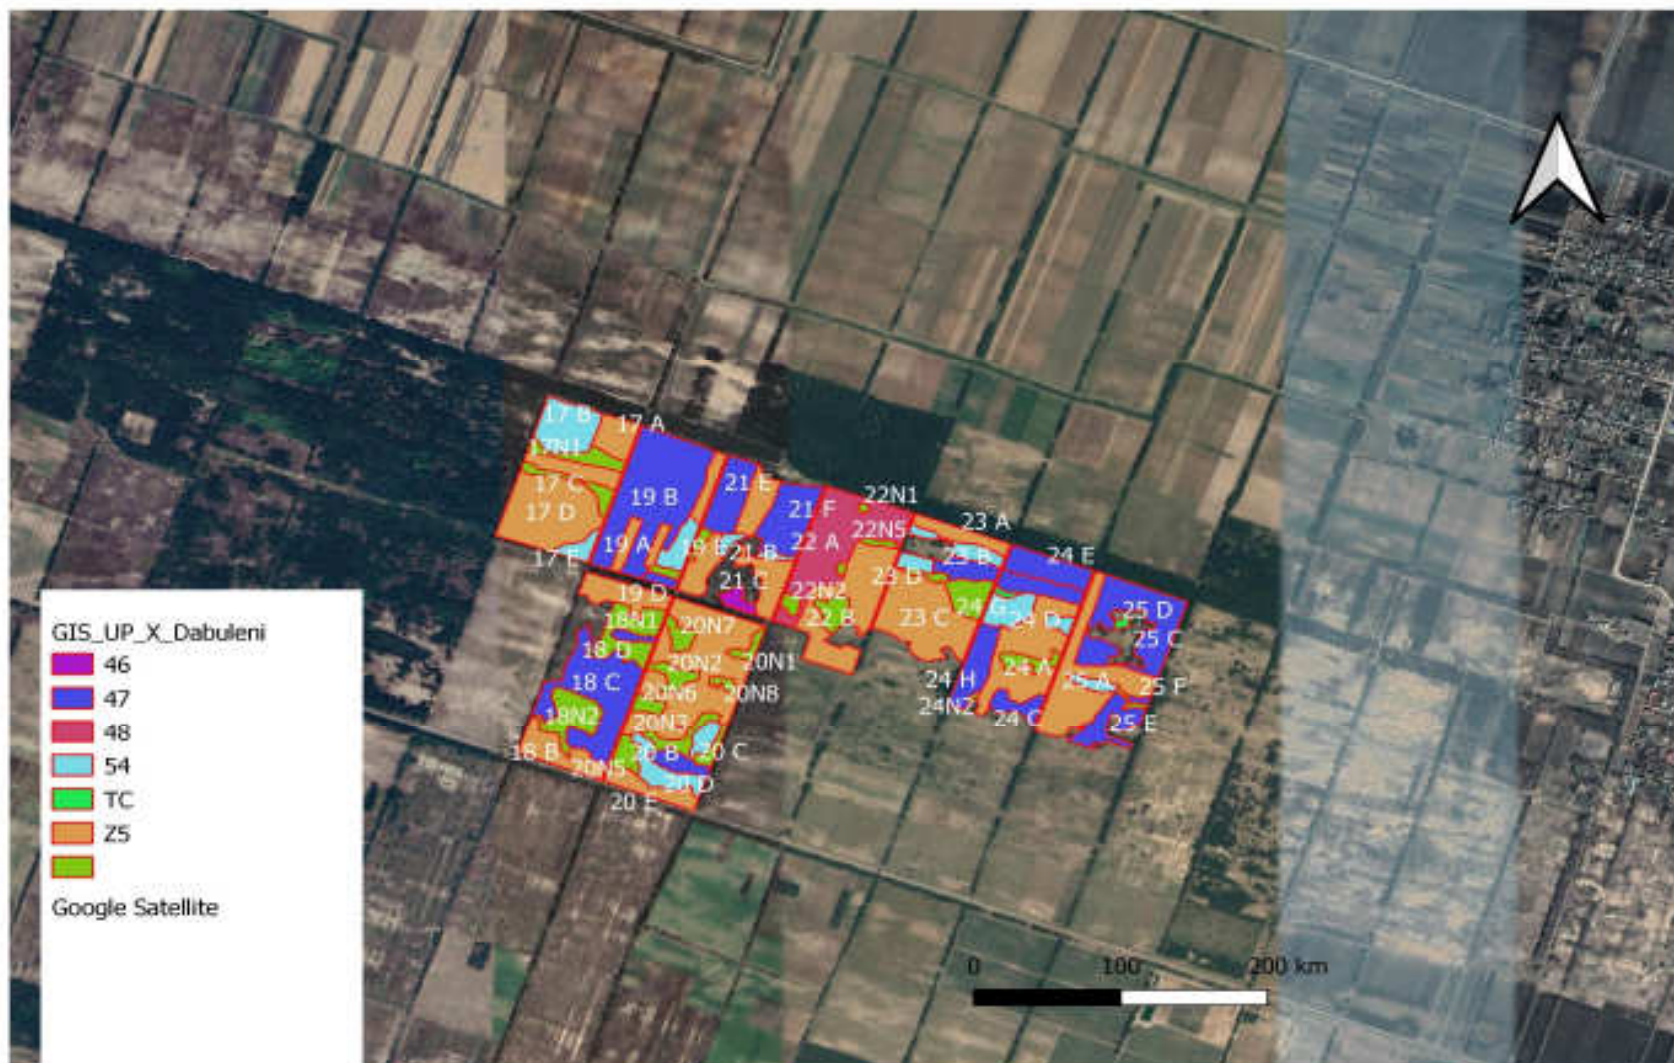 17 B
17 A
17N1
17 C
17 D
17 E
19 B
19 A
19 E
19 D
21 E
21 F
21 B
21 C
22N1
22N5
22 A
22N2
22 B
23 A
23 B
23 D
23 C
24 E
24 G
24 D
24 A
24 H
24N2
24 C
25 D
25 C
25 A
25 F
25 E
18N1
18 D
18 C
18N2
18 B
20N7
20N1
20N2
20N8
20N6
20N3
20 B
20 C
20N5
20 D
20 E
GIS_UP_X_Dabuleni
46
47
48
54
TC
Z5
Google Satellite
0 100 200 km